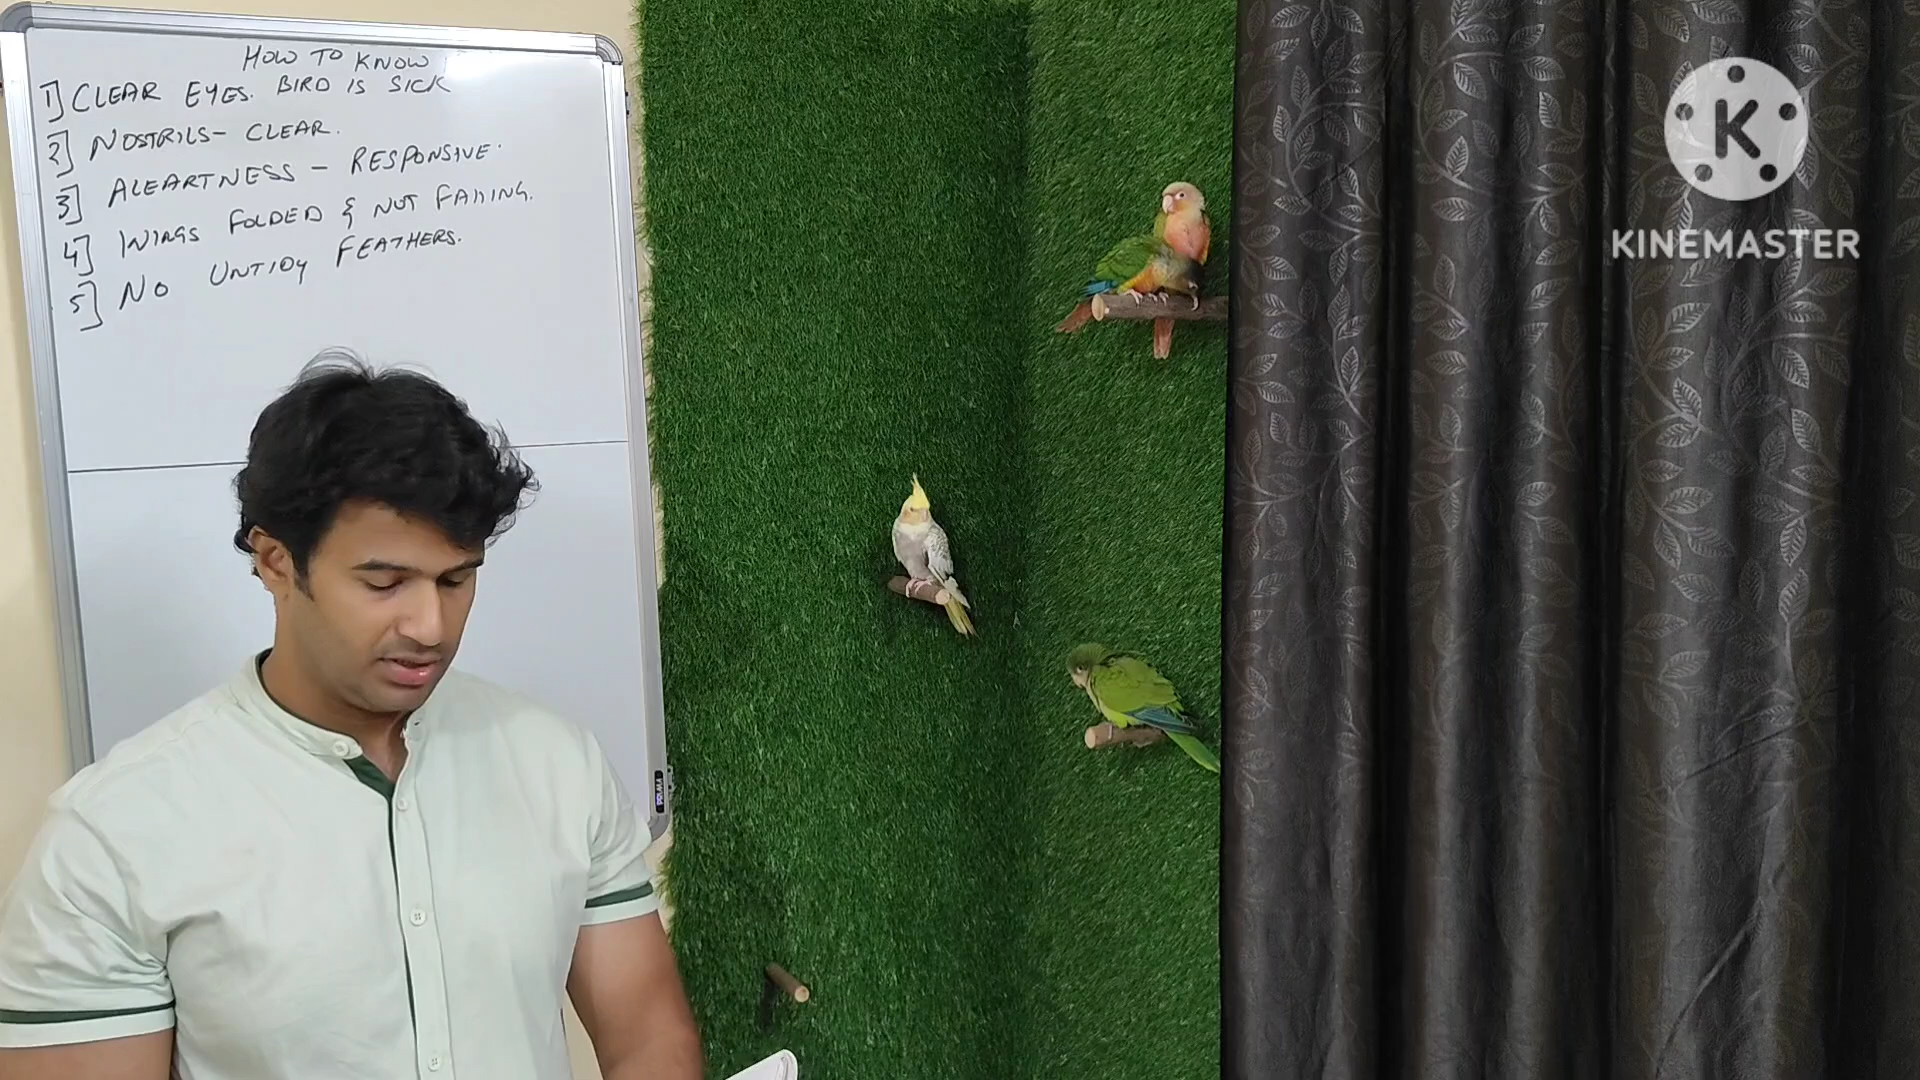 HOW TO KNOW
BIRD IS SICK
1] CLEAR EYES.
2] NOSTRILS- CLEAR.
3] ALEARTNESS - RESPONSIVE.
4] WINGS FOLDED & NOT FALLING.
5] NO UNTIDY FEATHERS.
K
KINEMASTER